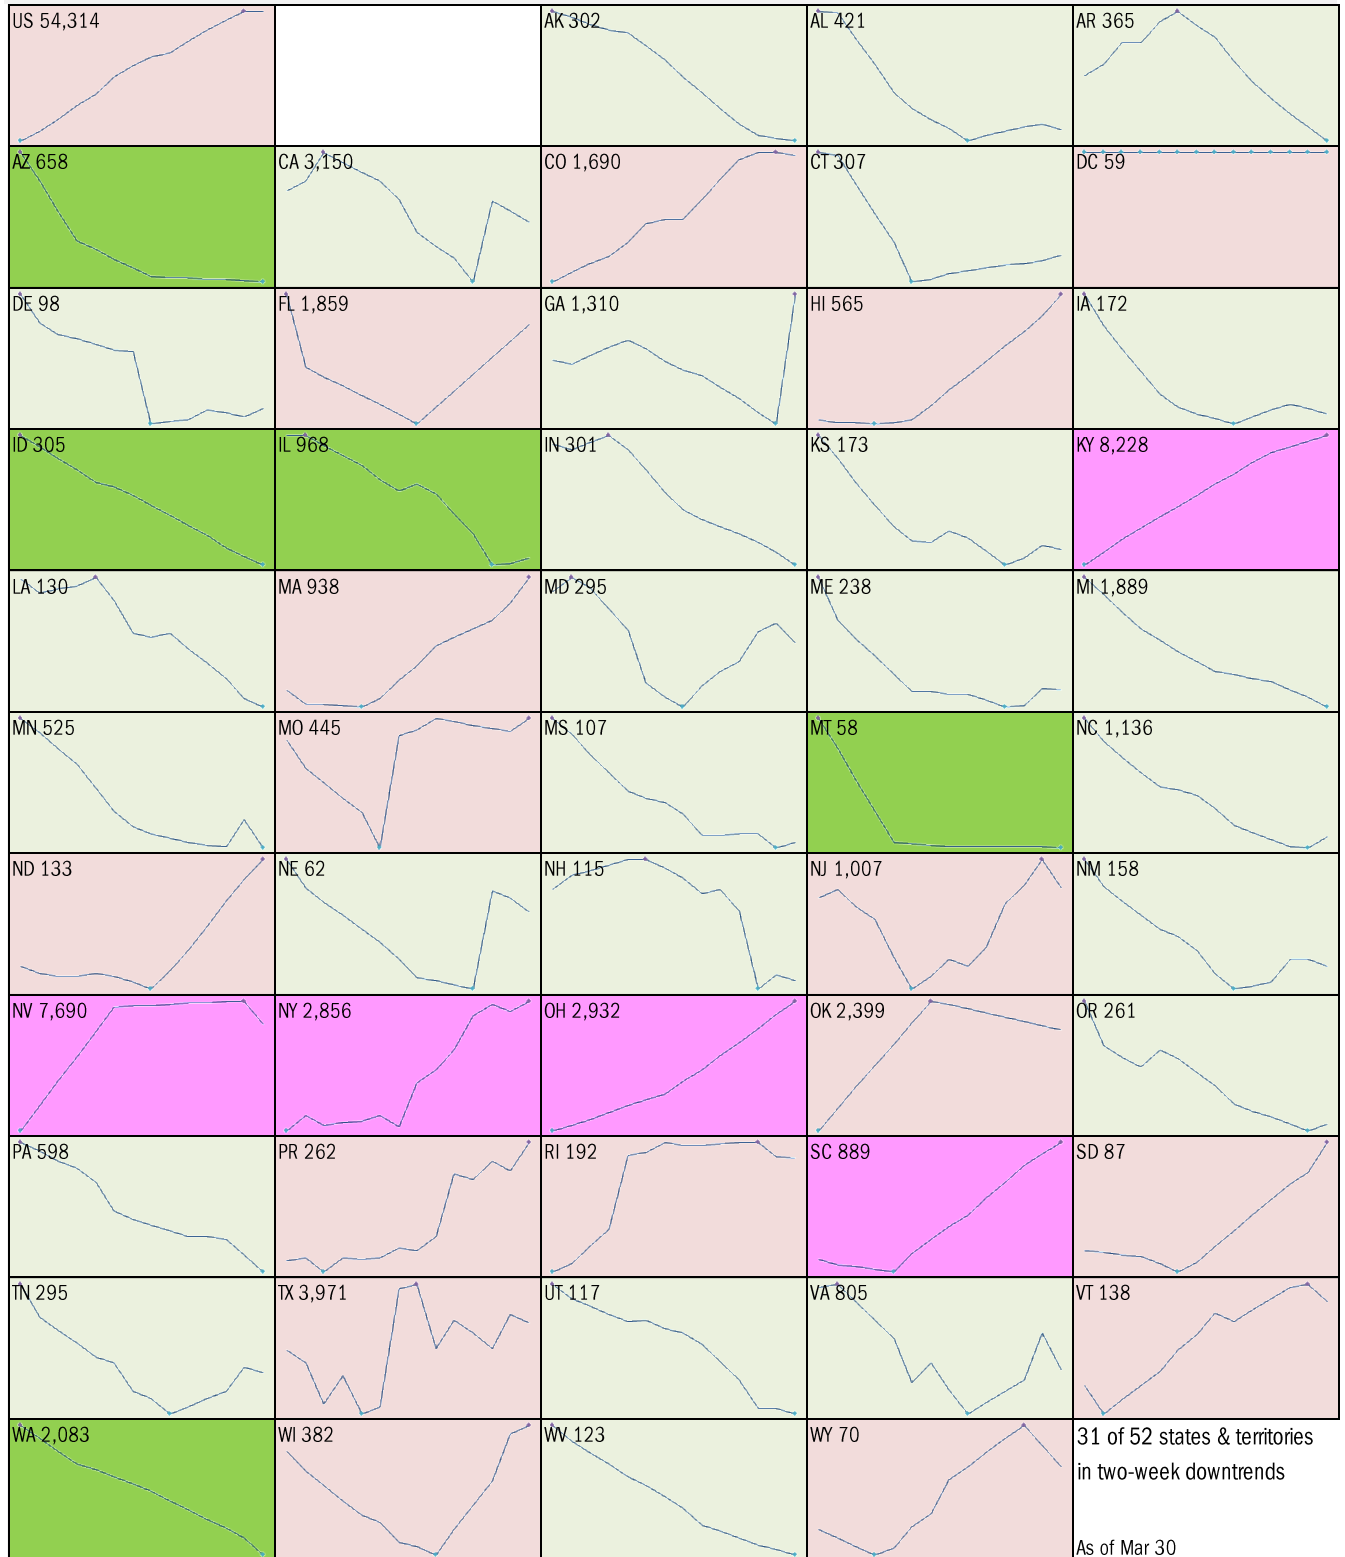 US 54,314
AK 302
AL 421
AR 365
AZ 658
CA 3,150
CO 1,690
CT 307
DC 59
DE 98
FL 1,859
GA 1,310
HI 565
IA 172
ID 305
IL 968
IN 301
KS 173
KY 8,228
LA 130
MA 938
MD 295
ME 238
MI 1,889
MN 525
MO 445
MS 107
MT 58
NC 1,136
ND 133
NE 62
NH 115
NJ 1,007
NM 158
NV 7,690
NY 2,856
OH 2,932
OK 2,399
OR 261
PA 598
PR 262
RI 192
SC 889
SD 87
TN 295
TX 3,971
UT 117
VA 805
VT 138
WA 2,083
WI 382
WV 123
WY 70
31 of 52 states & territories
in two-week downtrends
As of Mar 30